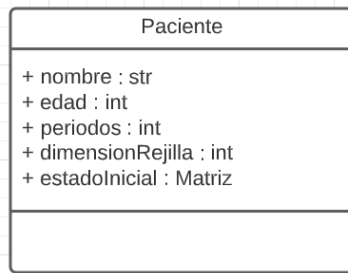 Paciente
+ nombre : str
+ edad : int
+ periodos : int
+ dimensionRejilla : int
+ estadoInicial : Matriz